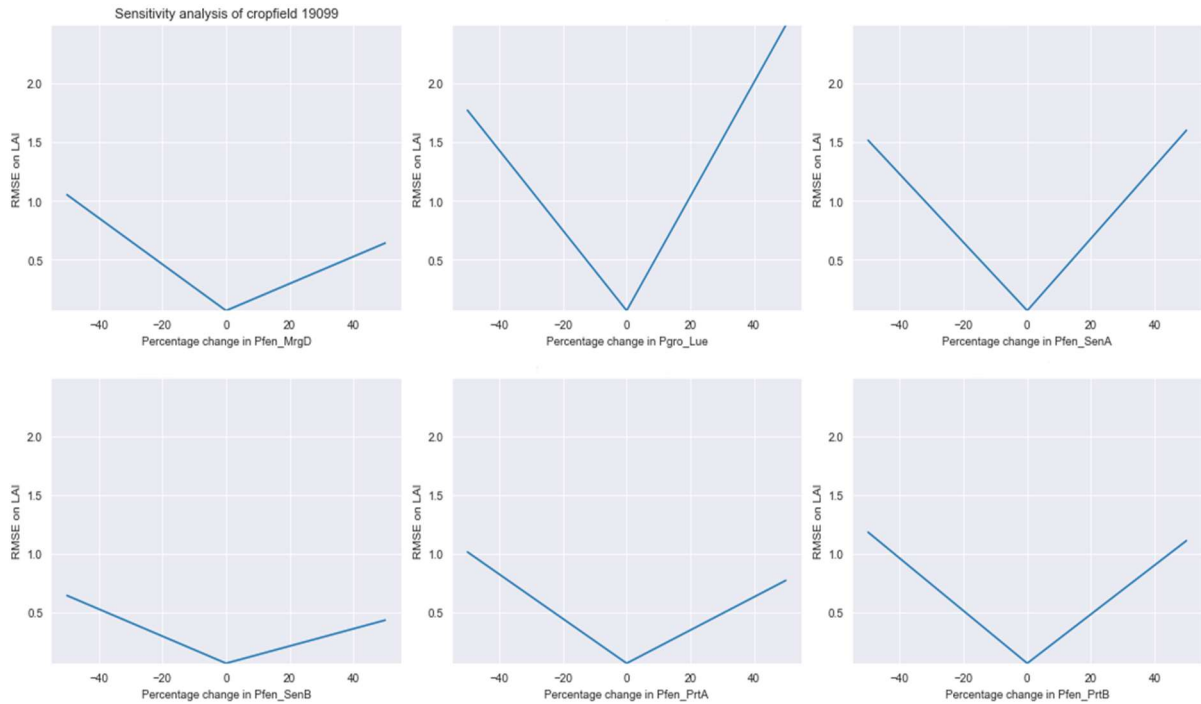 Sensitivity analysis of cropfield 19099
2.0
1.5
1.0
0.5
RMSE on LAI
−40 −20 0 20 40
Percentage change in Pfen_MrgD
2.0
1.5
1.0
0.5
RMSE on LAI
−40 −20 0 20 40
Percentage change in Pgro_Lue
2.0
1.5
1.0
0.5
RMSE on LAI
−40 −20 0 20 40
Percentage change in Pfen_SenA
2.0
1.5
1.0
0.5
RMSE on LAI
−40 −20 0 20 40
Percentage change in Pfen_SenB
2.0
1.5
1.0
0.5
RMSE on LAI
−40 −20 0 20 40
Percentage change in Pfen_PrtA
2.0
1.5
1.0
0.5
RMSE on LAI
−40 −20 0 20 40
Percentage change in Pfen_PrtB